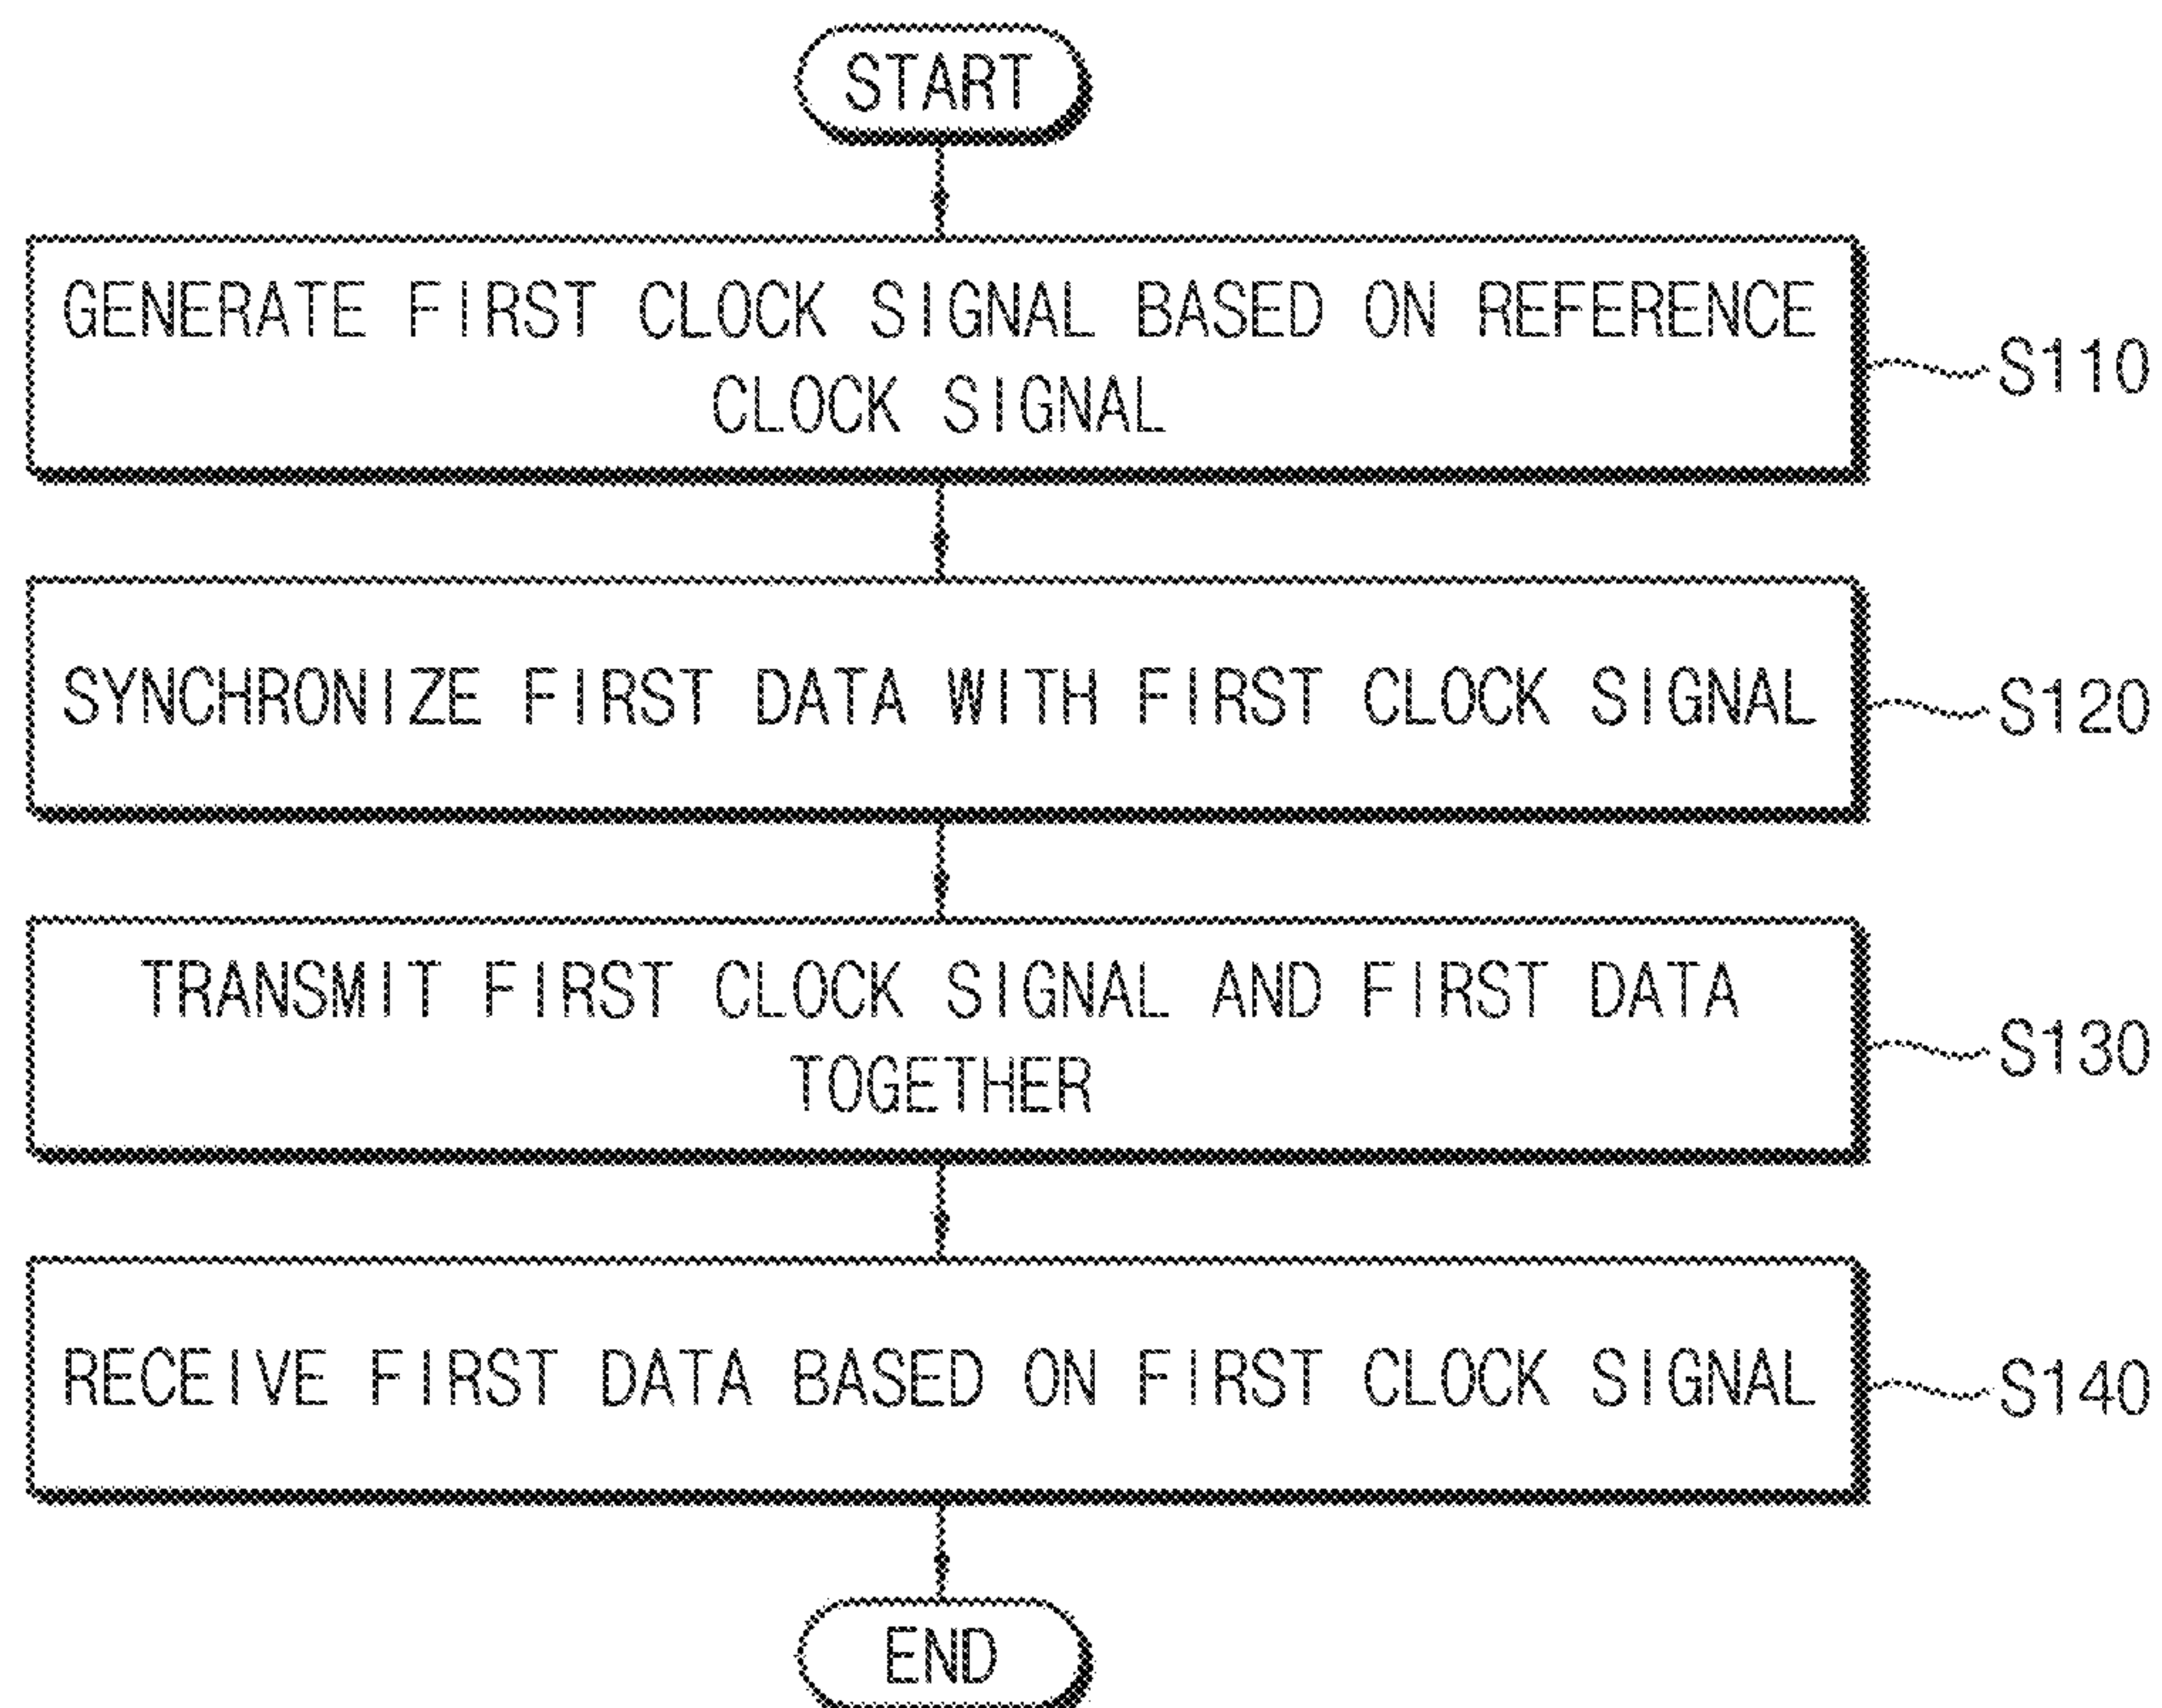 START
GENERATE FIRST CLOCK SIGNAL BASED ON REFERENCE
CLOCK SIGNAL
S110
SYNCHRONIZE FIRST DATA WITH FIRST CLOCK SIGNAL
S120
TRANSMIT FIRST CLOCK SIGNAL AND FIRST DATA
TOGETHER
S130
RECEIVE FIRST DATA BASED ON FIRST CLOCK SIGNAL
S140
END